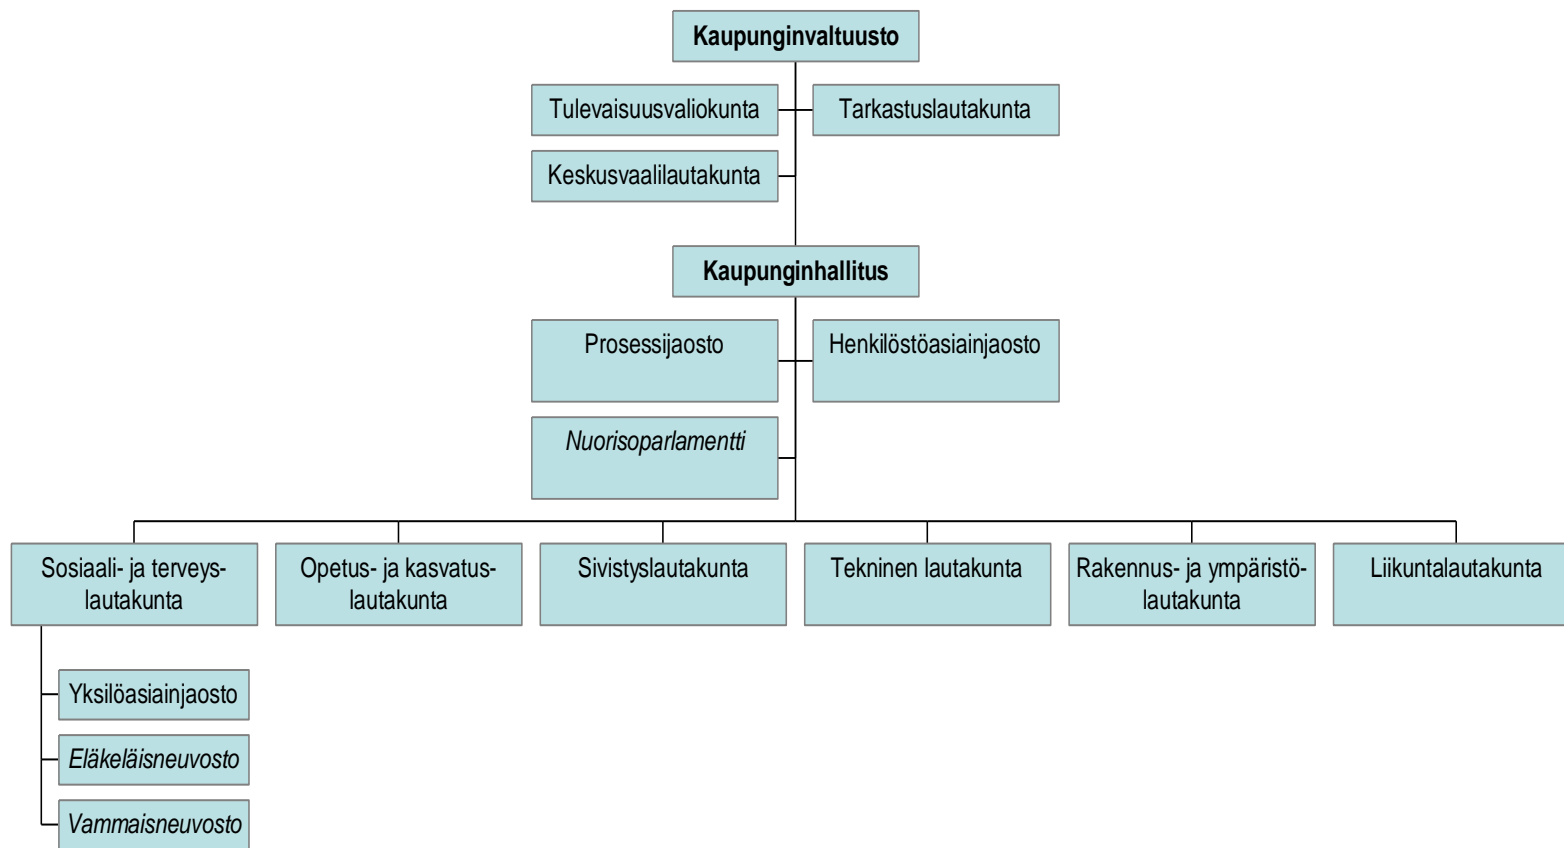 Kaupunginvaltuusto
Tulevaisuusvaliokunta
Tarkastuslautakunta
Keskusvaalilautakunta
Kaupunginhallitus
Prosessijaosto
Henkilöstöasiainjaosto
Nuorisoparlamentti
Sosiaali- ja terveys-
lautakunta
Opetus- ja kasvatus-
lautakunta
Sivistyslautakunta
Tekninen lautakunta
Rakennus- ja ympäristö-
lautakunta
Liikuntalautakunta
Yksilöasiainjaosto
Eläkeläisneuvosto
Vammaisneuvosto